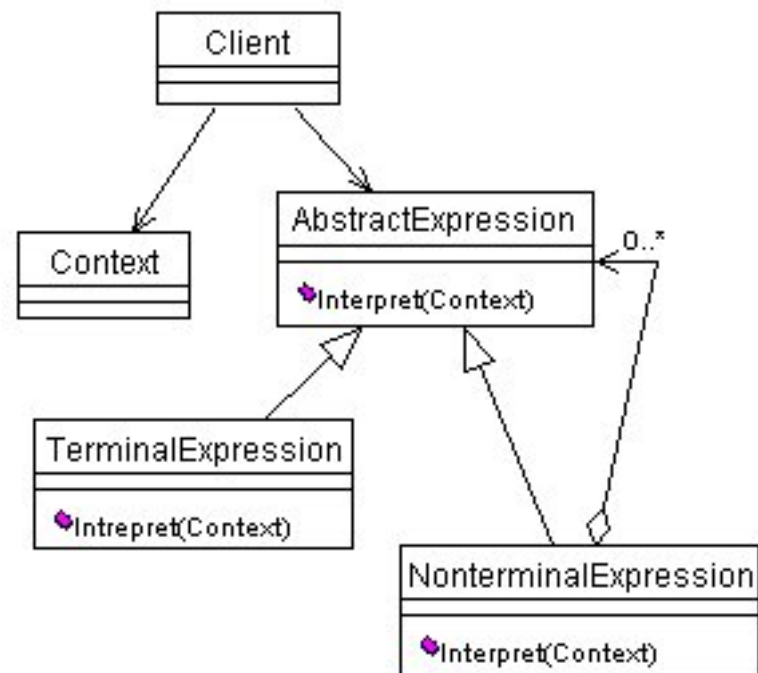 Client
AbstractExpression
0..*
Interpret(Context)
Context
TerminalExpression
Intrepret(Context)
NonterminalExpression
Interpret(Context)